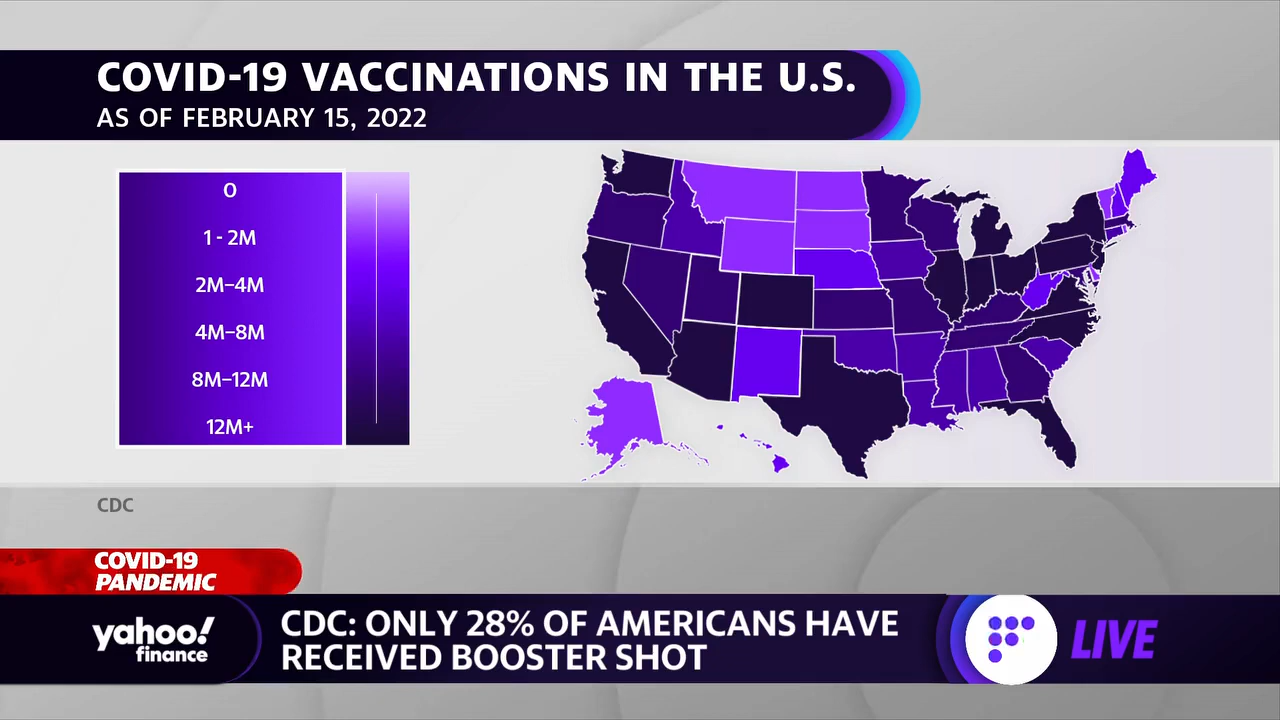 COVID-19 VACCINATIONS IN THE U.S.
AS OF FEBRUARY 15, 2022
0
1 - 2M
2M–4M
4M–8M
8M–12M
12M+
CDC
COVID-19
PANDEMIC
yahoo!
finance
CDC: ONLY 28% OF AMERICANS HAVE
RECEIVED BOOSTER SHOT
LIVE